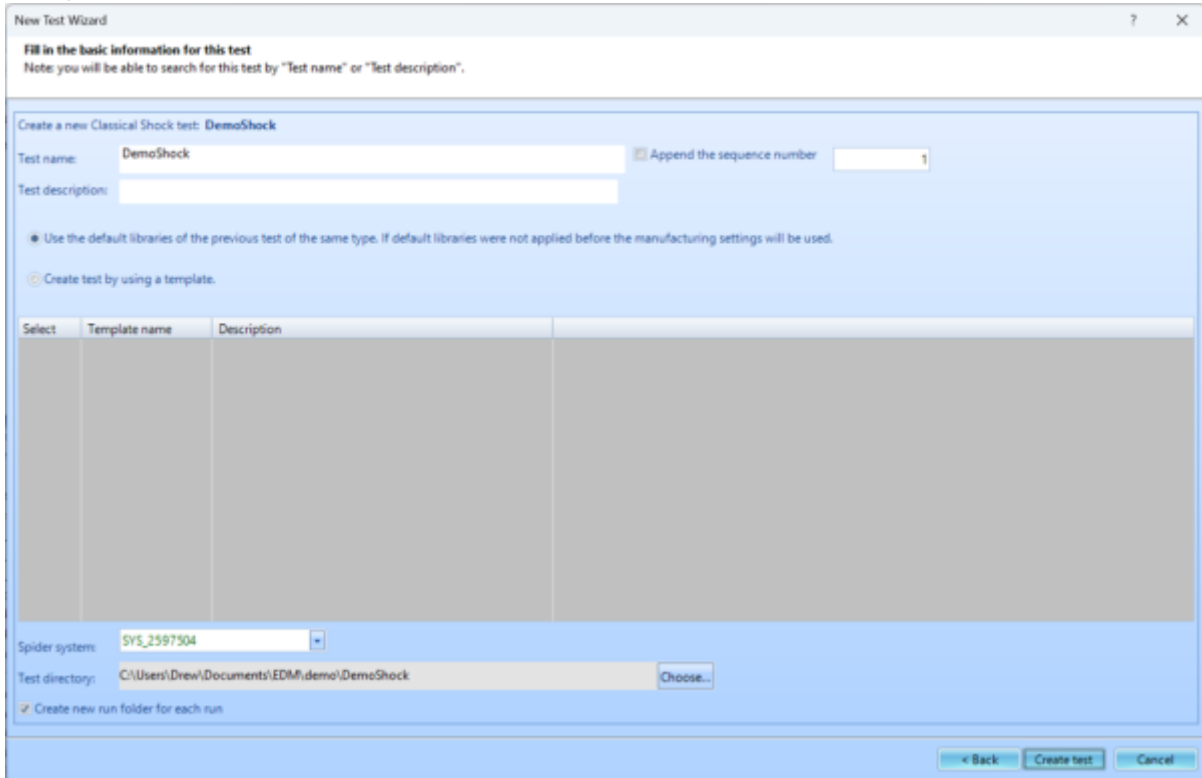 New Test Wizard
? X
Fill in the basic information for this test
Note: you will be able to search for this test by "Test name" or "Test description".
Create a new Classical Shock test: DemoShock
Test name: DemoShock Append the sequence number 1
Test description:
Use the default libraries of the previous test of the same type. If default libraries were not applied before the manufacturing settings will be used.
Create test by using a template.
Select Template name Description
Spider system: SYS_2597504
Test directory: C:\Users\Drew\Documents\EDM\demo\DemoShock Choose...
Create new run folder for each run
< Back Create test Cancel